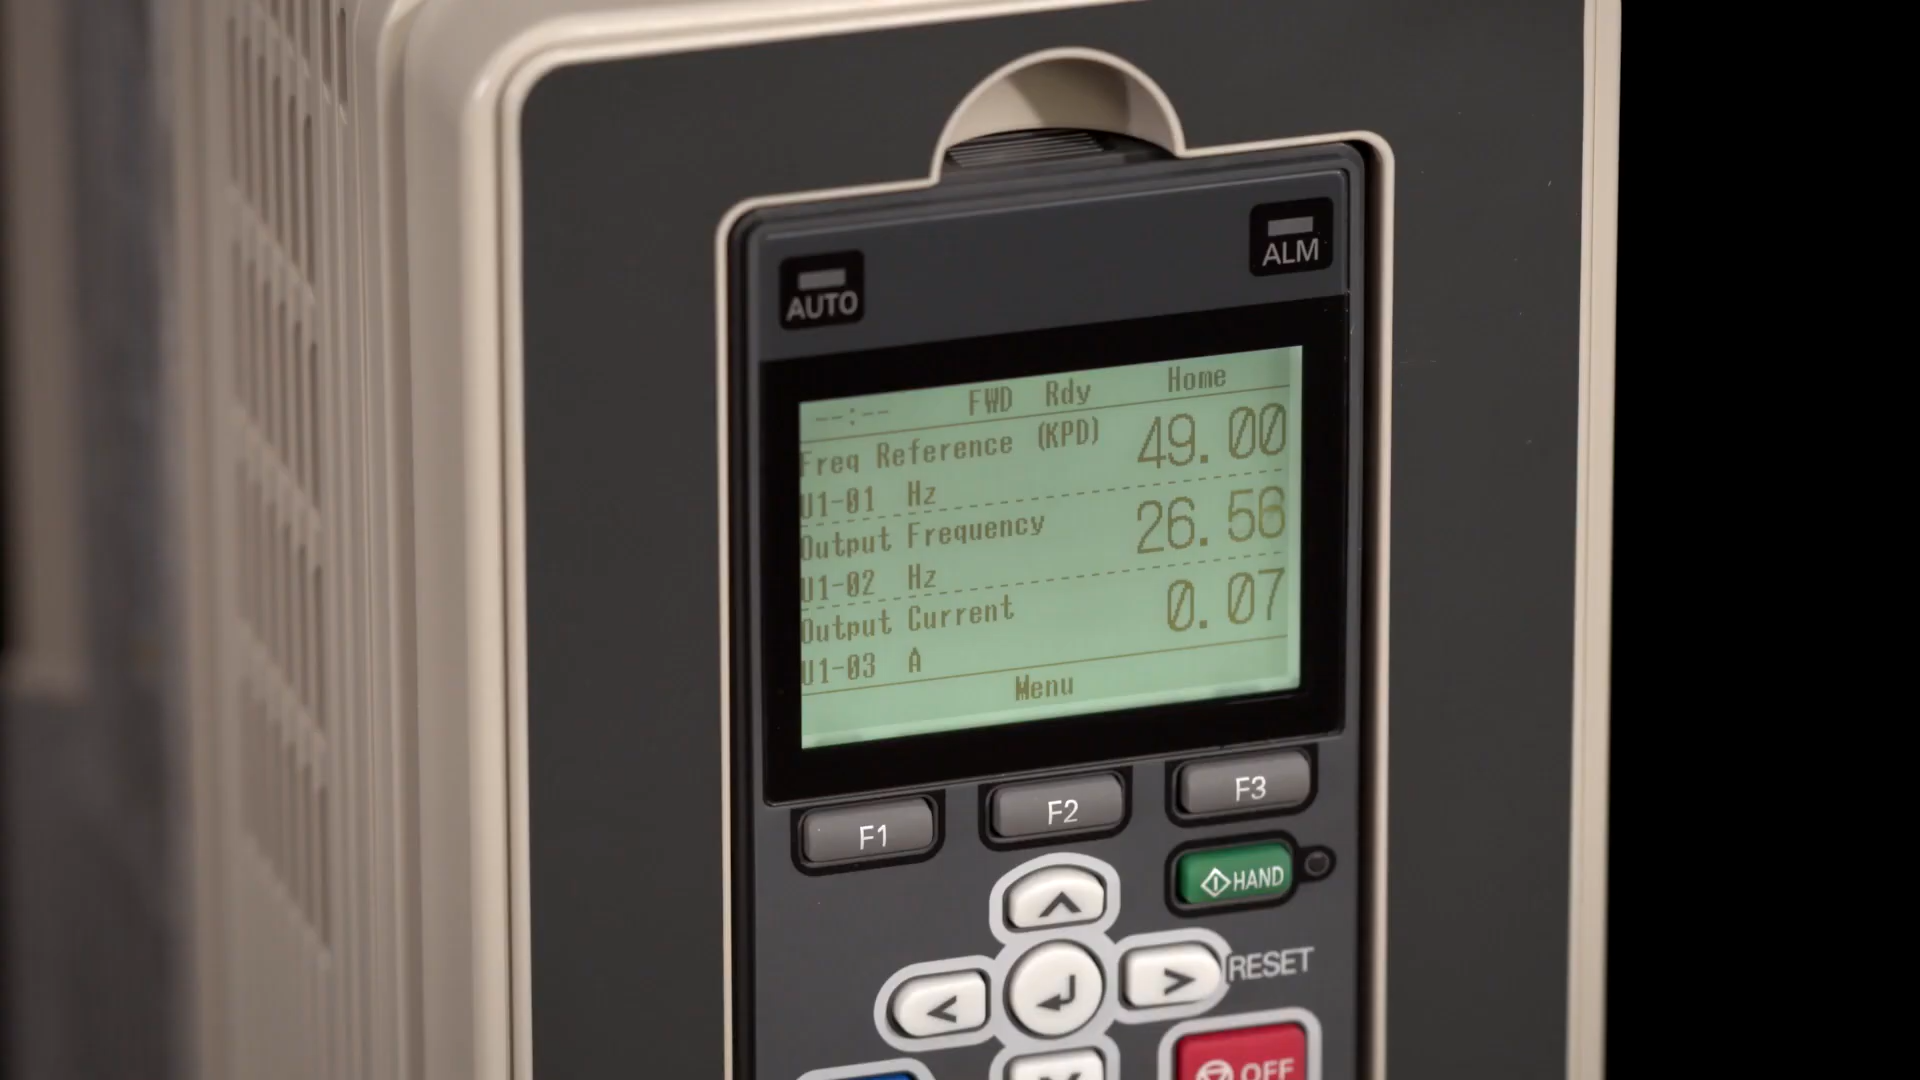 AUTO
ALM
--:-- FWD Rdy Home
Freq Reference (KPD) 49.00
U1-01 Hz
Output Frequency 26.56
U1-02 Hz
Output Current 0.07
U1-03 A
Menu
F1 F2 F3
HAND
RESET
OFF